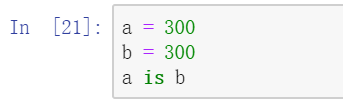 In [21]: a = 300
b = 300
a is b